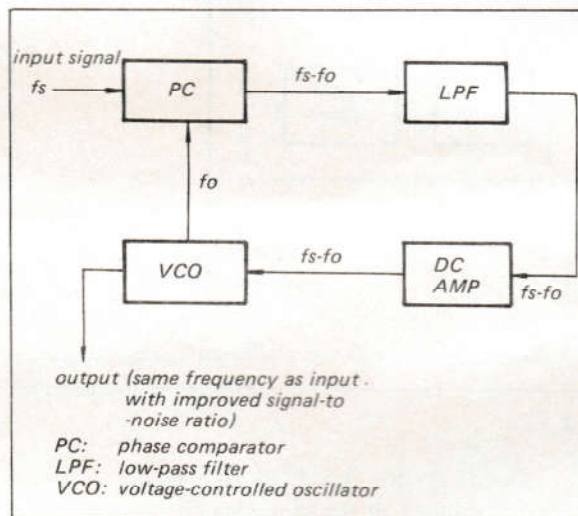 input signal
fs
PC
fs-fo
LPF
fo
VCO
fs-fo
DC
AMP
fs-fo
output (same frequency as input.
with improved signal-to
-noise ratio)
PC: phase comparator
LPF: low-pass filter
VCO: voltage-controlled oscillator